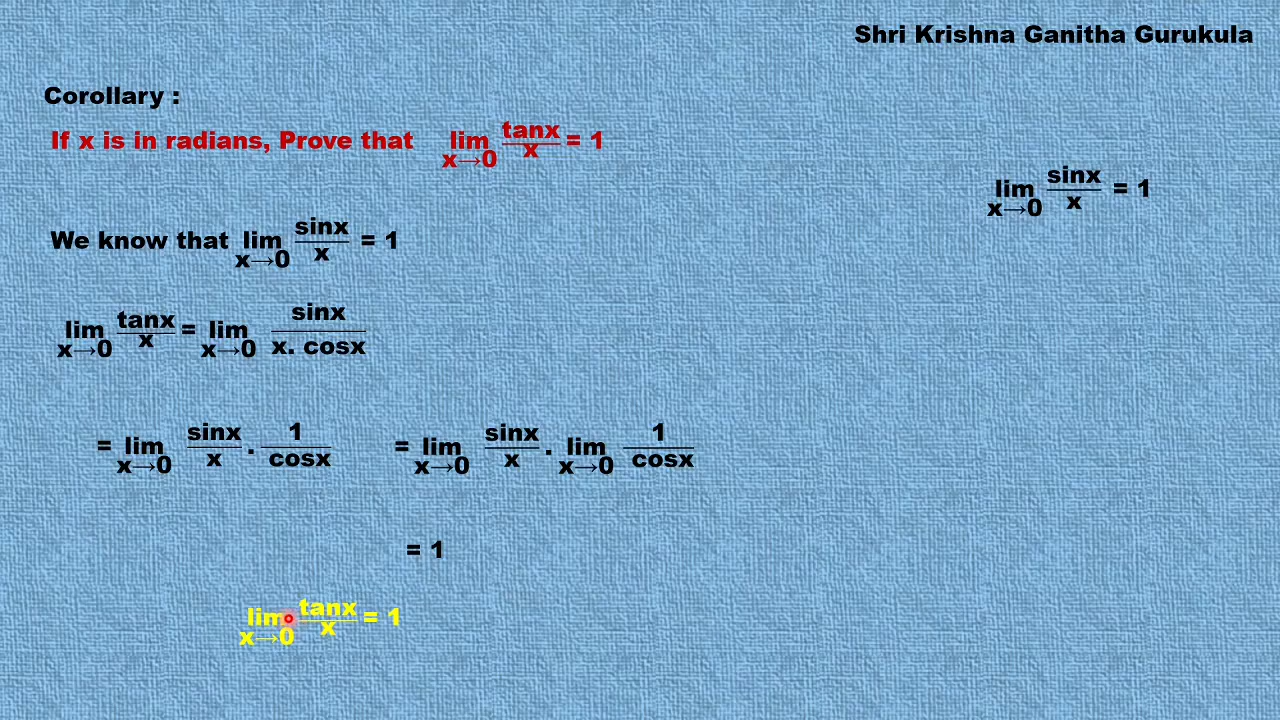 Shri Krishna Ganitha Gurukula
Corollary :
If x is in radians, Prove that lim x→0 tanx/x = 1
lim x→0 sinx/x = 1
We know that lim x→0 sinx/x = 1
lim x→0 tanx/x = lim x→0 sinx/x. cosx
= lim x→0 sinx/x . 1/cosx = lim x→0 sinx/x . lim x→0 1/cosx
= 1
lim x→0 tanx/x = 1